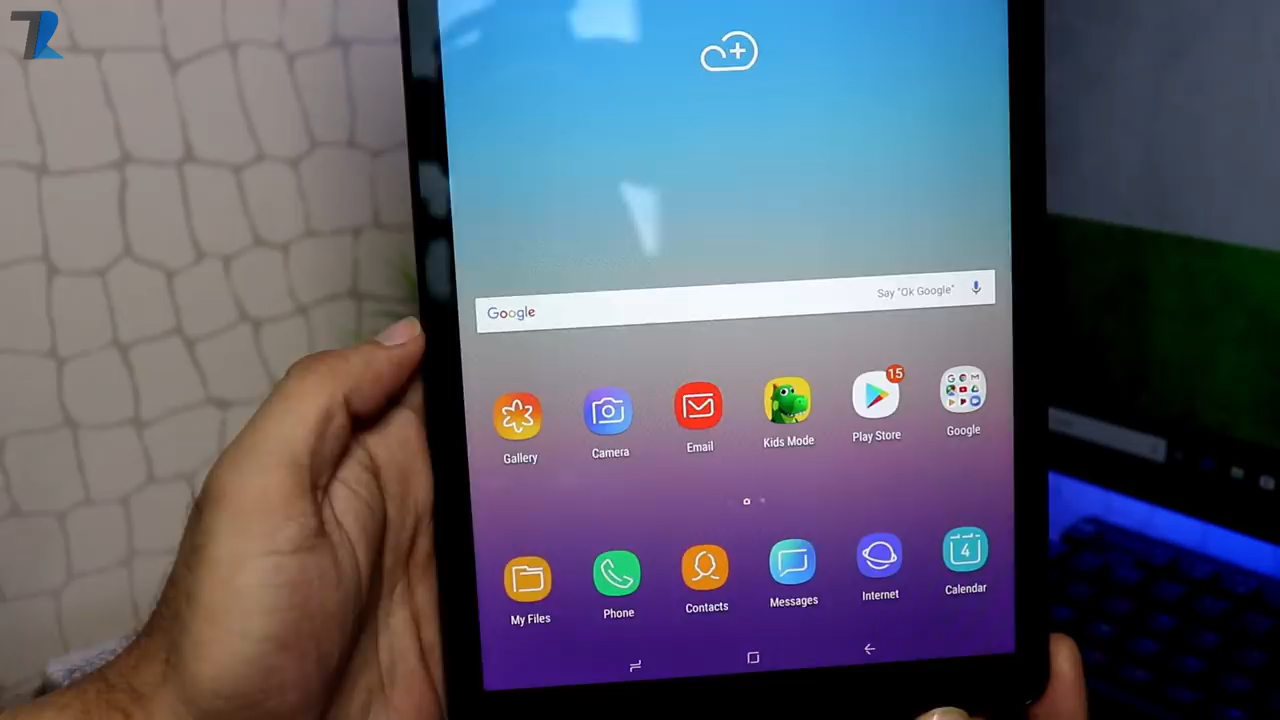 TR
Google Say "Ok Google"
15
Gallery Camera Email Kids Mode Play Store Google
4
My Files Phone Contacts Messages Internet Calendar